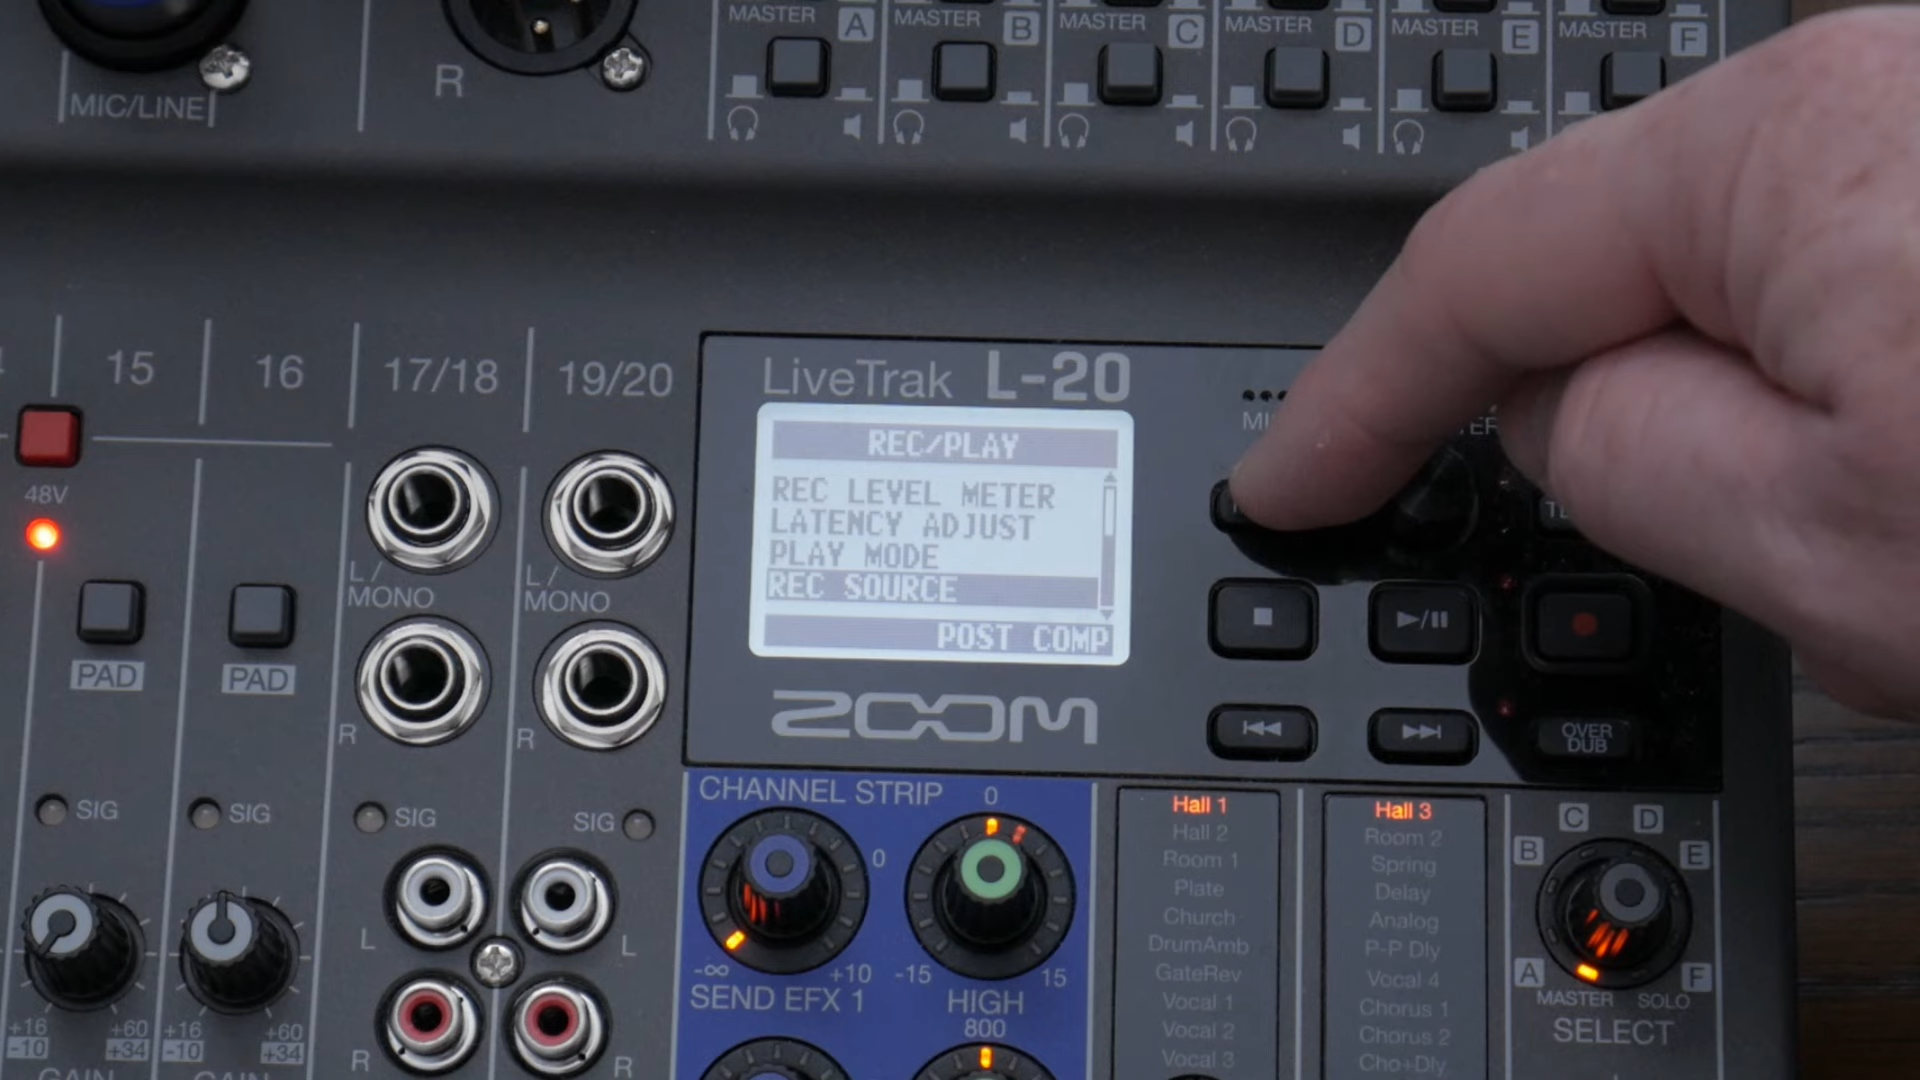 MASTER A MASTER B MASTER C MASTER D MASTER E MASTER F
R
MIC/LINE
15 16 17/18 19/20
LiveTrak L-20
REC/PLAY
REC LEVEL METER
LATENCY ADJUST
PLAY MODE
REC SOURCE
POST COMP
48V
L/
MONO
L/
MONO
PAD
PAD
R
R
ZOOM
OVER
DUB
SIG
SIG
SIG
SIG
CHANNEL STRIP
0
0
-∞ +10
SEND EFX 1
-15 15
HIGH
800
L
L
R
R
+16 +60
-10 +34
+16 +60
-10 +34
GAIN
GAIN
Hall 1
Hall 2
Room 1
Plate
Church
DrumAmb
GateRev
Vocal 1
Vocal 2
Vocal 3
Hall 3
Room 2
Spring
Delay
Analog
P-P Dly
Vocal 4
Chorus 1
Chorus 2
Cho+Dly
C D
B E
A F
MASTER SOLO
SELECT